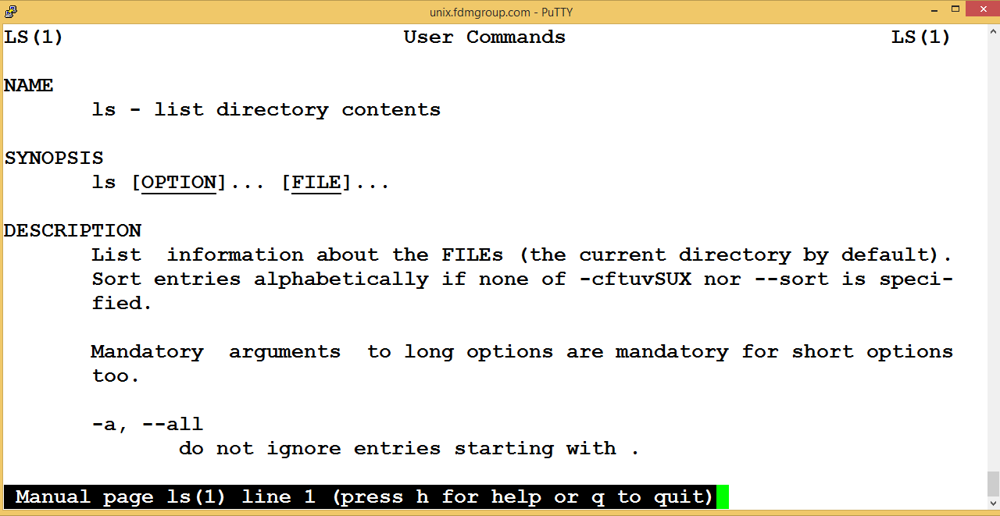 unix.fdmgroup.com - PuTTY
LS(1) User Commands LS(1)
NAME
ls - list directory contents
SYNOPSIS
ls [OPTION]... [FILE]...
DESCRIPTION
List information about the FILEs (the current directory by default).
Sort entries alphabetically if none of -cftuvSUX nor --sort is speci-
fied.
Mandatory arguments to long options are mandatory for short options
too.
-a, --all
do not ignore entries starting with .
Manual page ls(1) line 1 (press h for help or q to quit)